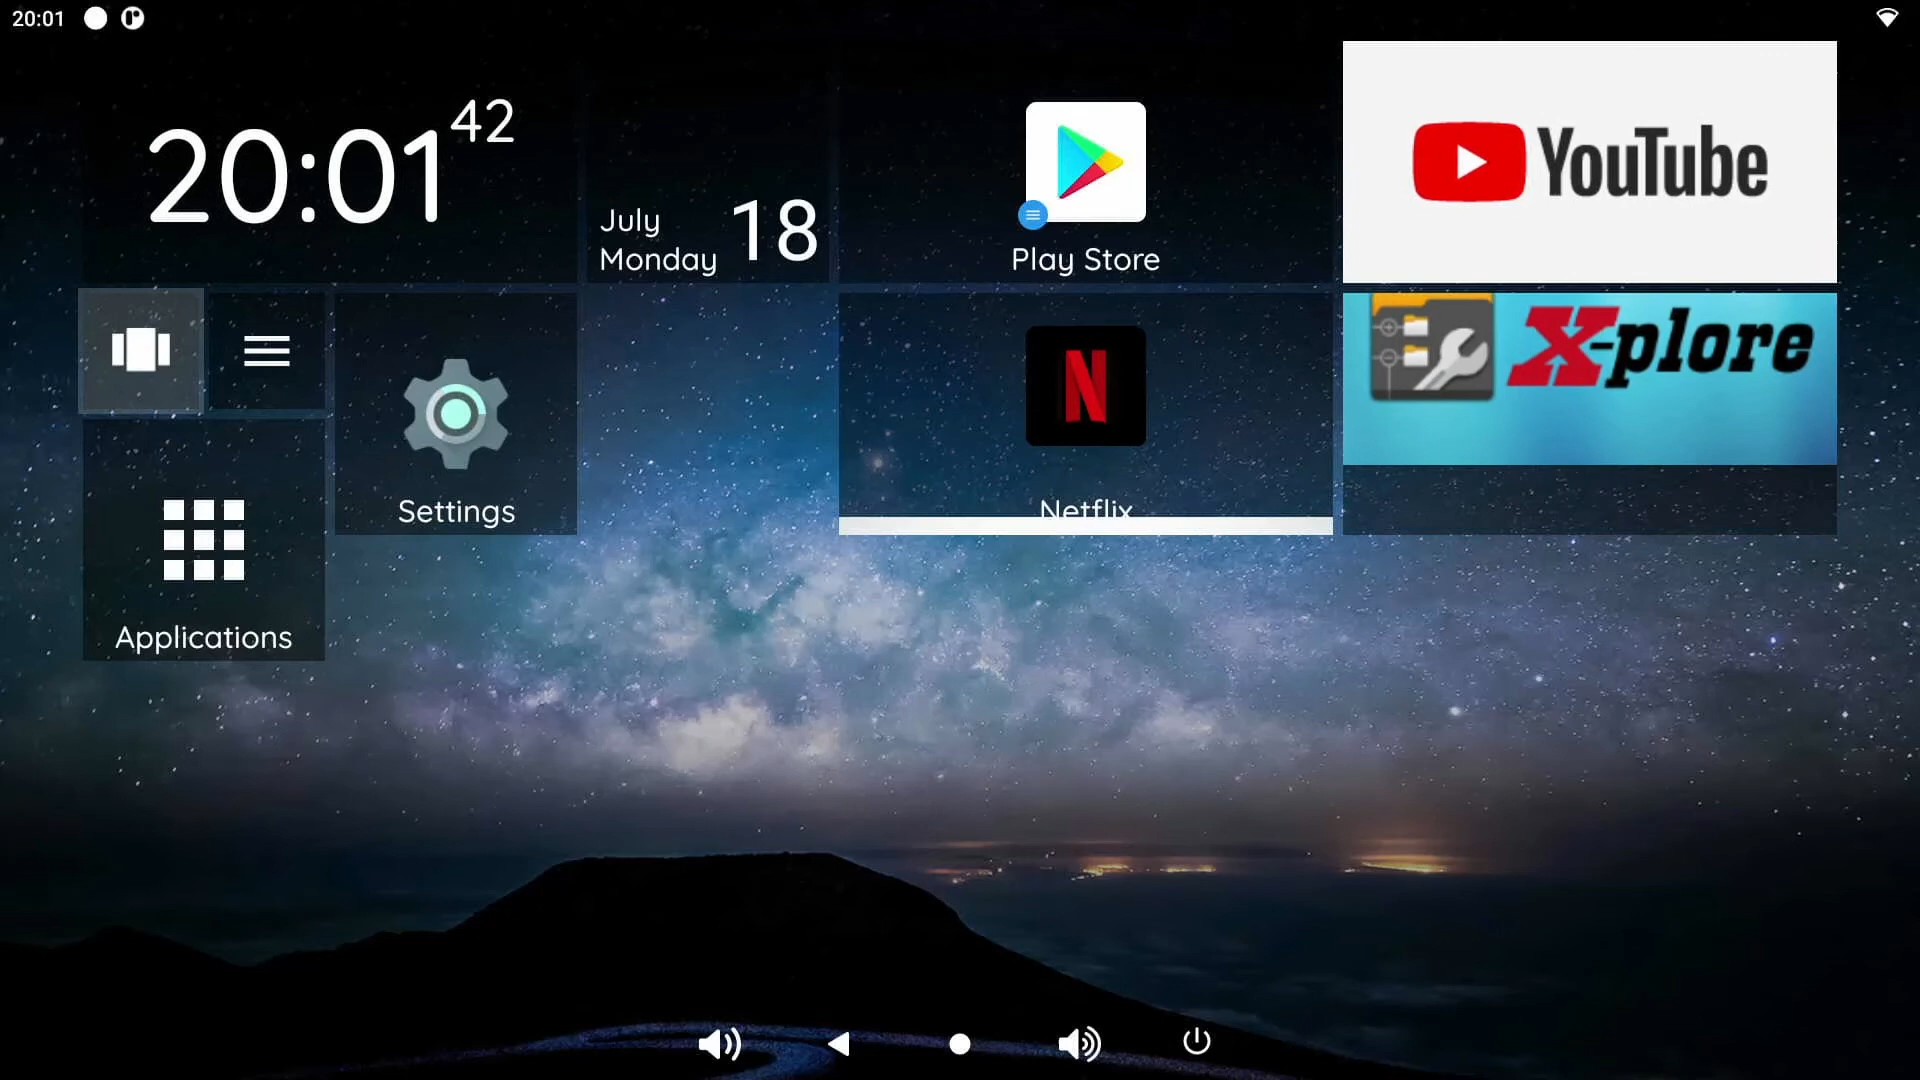 20:01
20:01 42
July
Monday 18
Play Store
YouTube
Settings
Netflix
X-plore
Applications